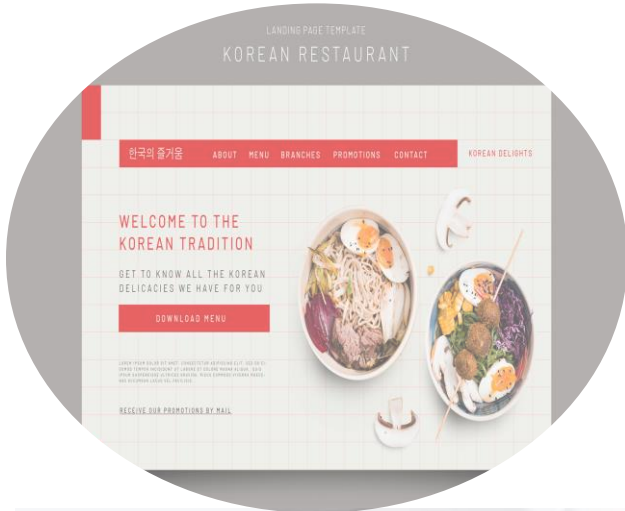 LANDING PAGE TEMPLATE
KOREAN RESTAURANT
한국의 즐거움 ABOUT MENU BRANCHES PROMOTIONS CONTACT KOREAN DELIGHTS
WELCOME TO THE
KOREAN TRADITION
GET TO KNOW ALL THE KOREAN
DELICACIES WE HAVE FOR YOU
DOWNLOAD MENU
RECEIVE OUR PROMOTIONS BY MAIL